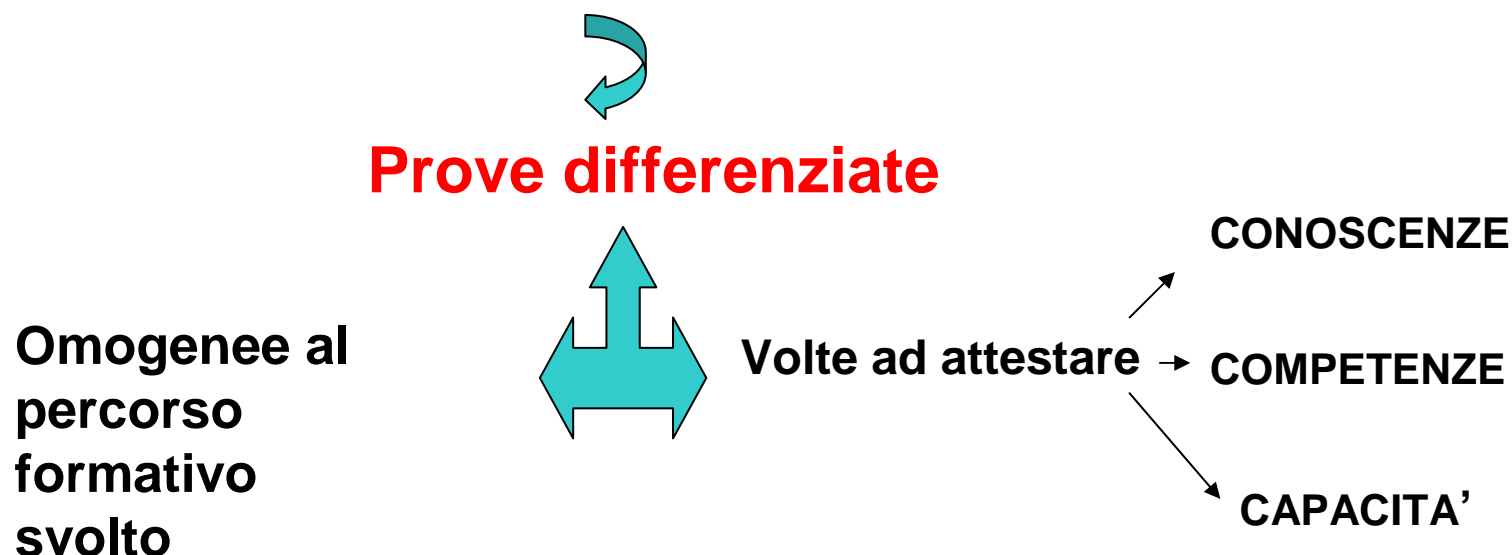 Prove differenziate
Omogenee al
percorso
formativo
svolto
Volte ad attestare
CONOSCENZE
COMPETENZE
CAPACITA’